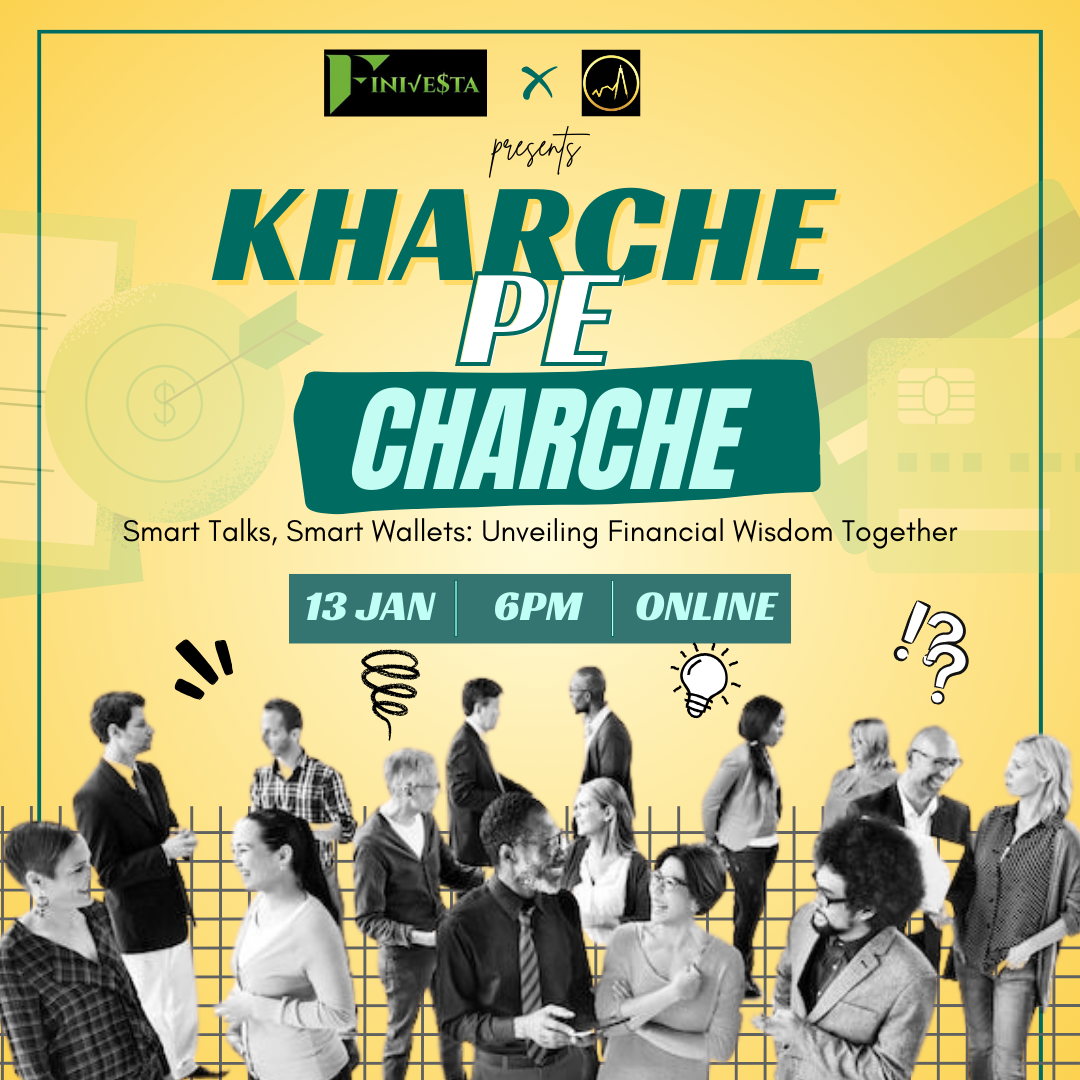 FINIVE$TA X
presents
KHARCHE
PE
CHARCHE
Smart Talks, Smart Wallets: Unveiling Financial Wisdom Together
13 JAN 6PM ONLINE
!??
$